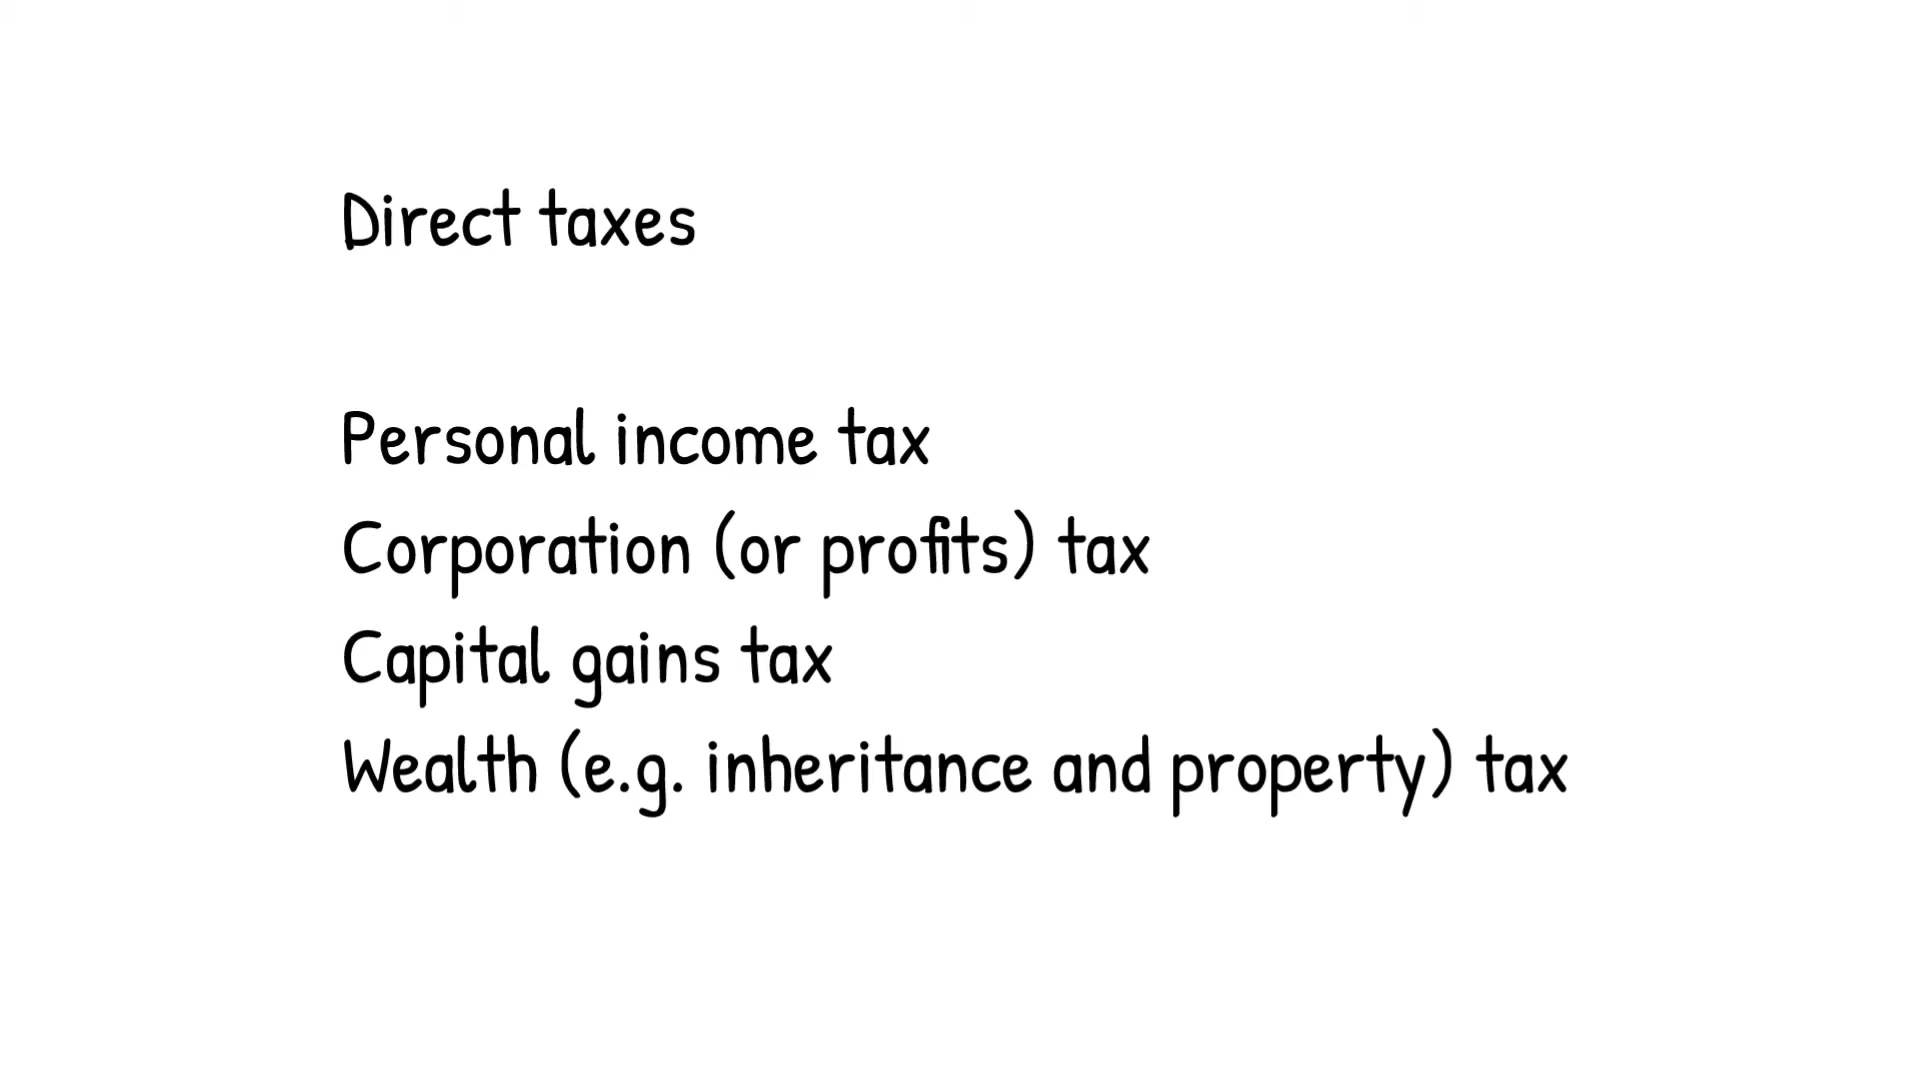 Direct taxes
Personal income tax
Corporation (or profits) tax
Capital gains tax
Wealth (e.g. inheritance and property) tax